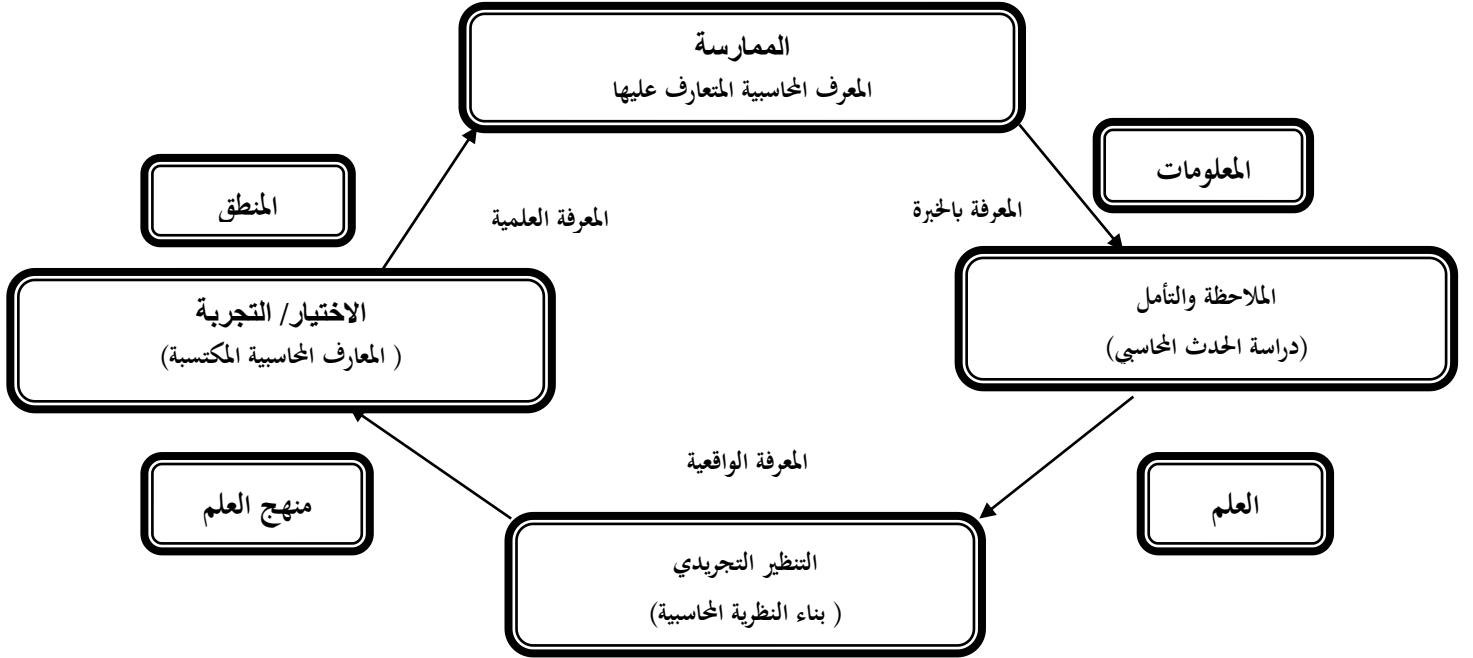 الممارسة
المعرف المحاسبية المتعارف عليها
المعلومات
المنطق
المعرفة بالخبرة
المعرفة العلمية
الملاحظة والتأمل
(دراسة الحدث المحاسبي)
الاختيار/ التجربة
( المعارف المحاسبية المكتسبة)
المعرفة الواقعية
العلم
منهج العلم
التنظير التجريدي
( بناء النظرية المحاسبية)